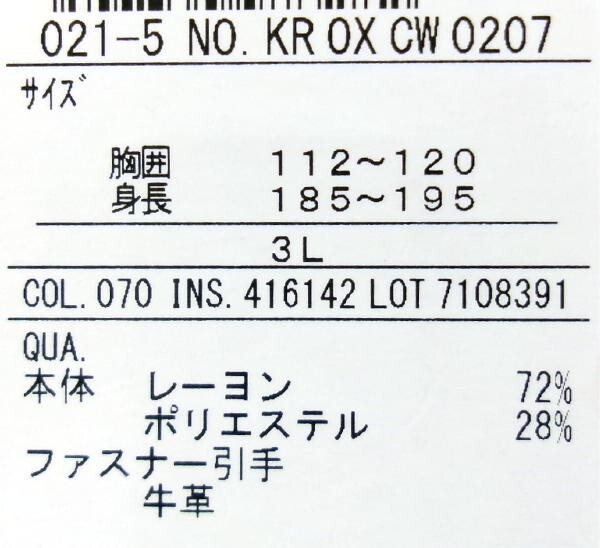 021-5 NO. KR OX CW 0207
サイズ
胸囲 112～120
身長 185～195
3L
COL. 070 INS. 416142 LOT 7108391
QUA.
本体 レーヨン 72%
ポリエステル 28%
ファスナー引手
牛革